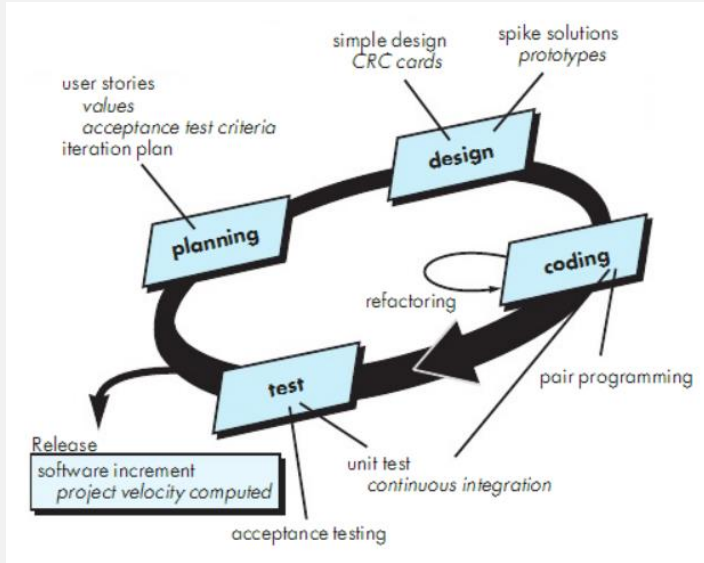 simple design
CRC cards
spike solutions
prototypes
user stories
values
acceptance test criteria
iteration plan
design
planning
coding
refactoring
test
pair programming
Release
software increment
project velocity computed
unit test
continuous integration
acceptance testing